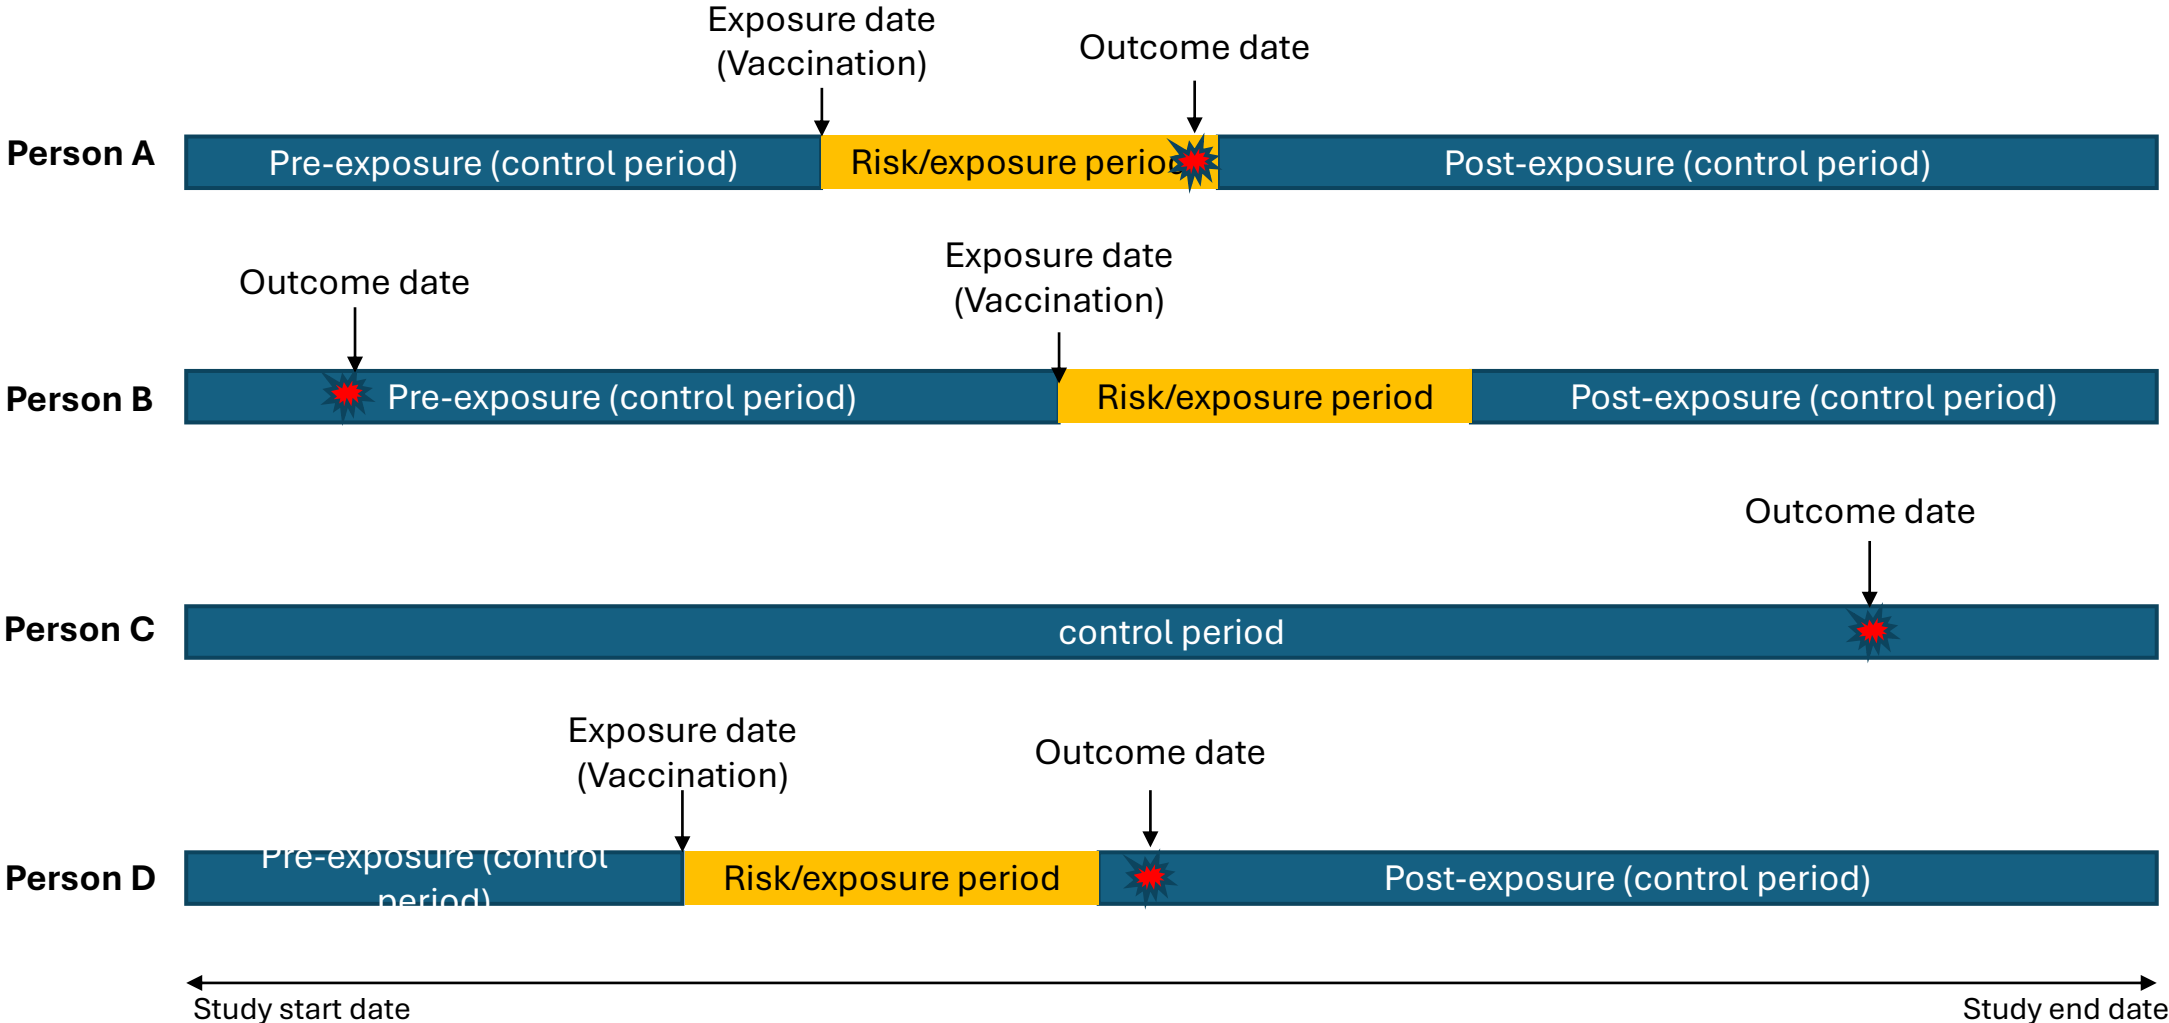 Exposure date
(Vaccination)
Outcome date
Person A
Pre-exposure (control period)
Risk/exposure period
Post-exposure (control period)
Outcome date
Exposure date
(Vaccination)
Person B
Pre-exposure (control period)
Risk/exposure period
Post-exposure (control period)
Outcome date
Person C
control period
Exposure date
(Vaccination)
Outcome date
Person D
Pre-exposure (control
period)
Risk/exposure period
Post-exposure (control period)
Study start date
Study end date